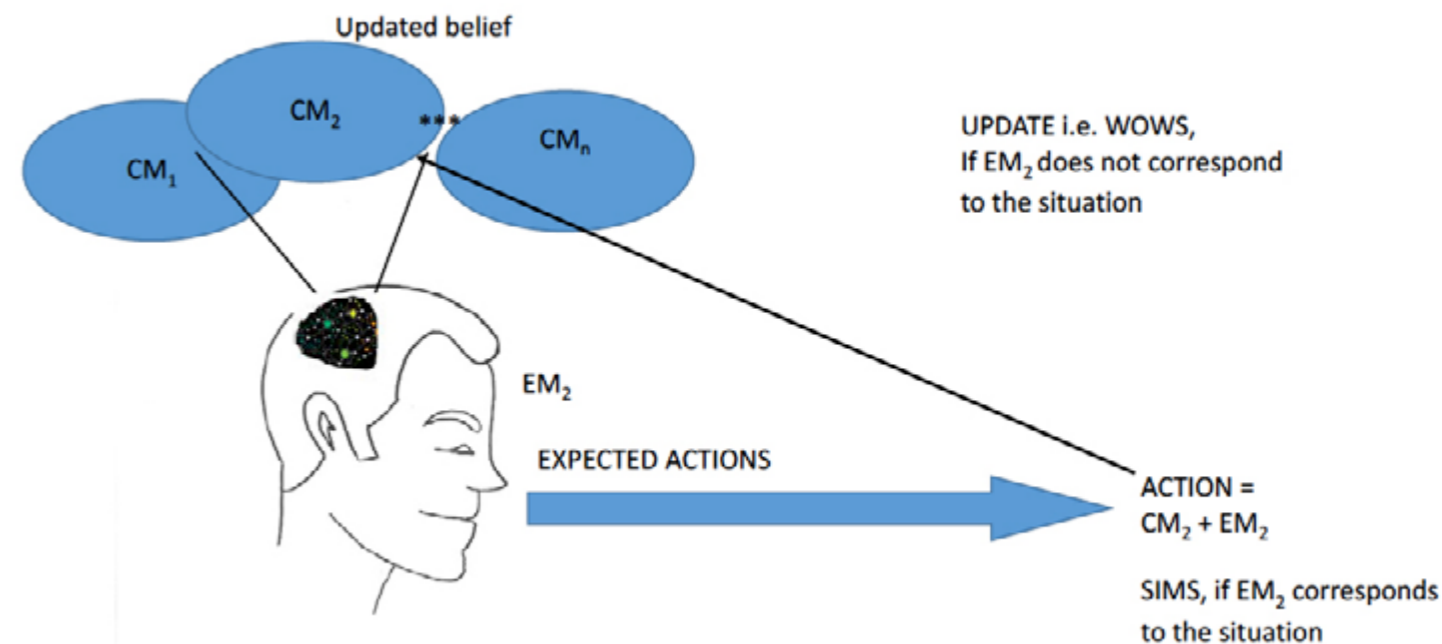 Updated belief
CM₁
CM₂
***
CMₙ
UPDATE i.e. WOWS,
If EM₂ does not correspond
to the situation
EM₂
EXPECTED ACTIONS
ACTION =
CM₂ + EM₂
SIMS, if EM₂ corresponds
to the situation